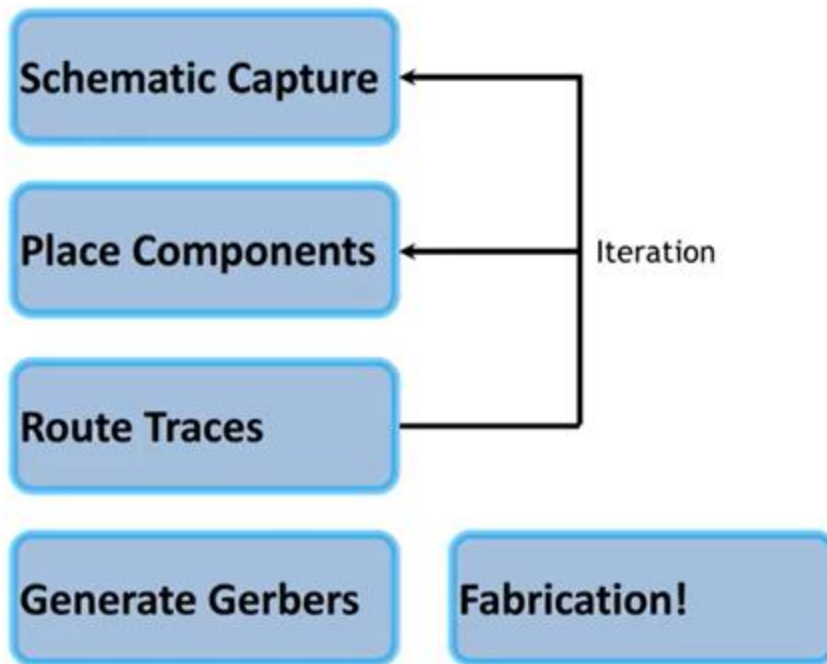 Schematic Capture
Place Components
Iteration
Route Traces
Generate Gerbers
Fabrication!